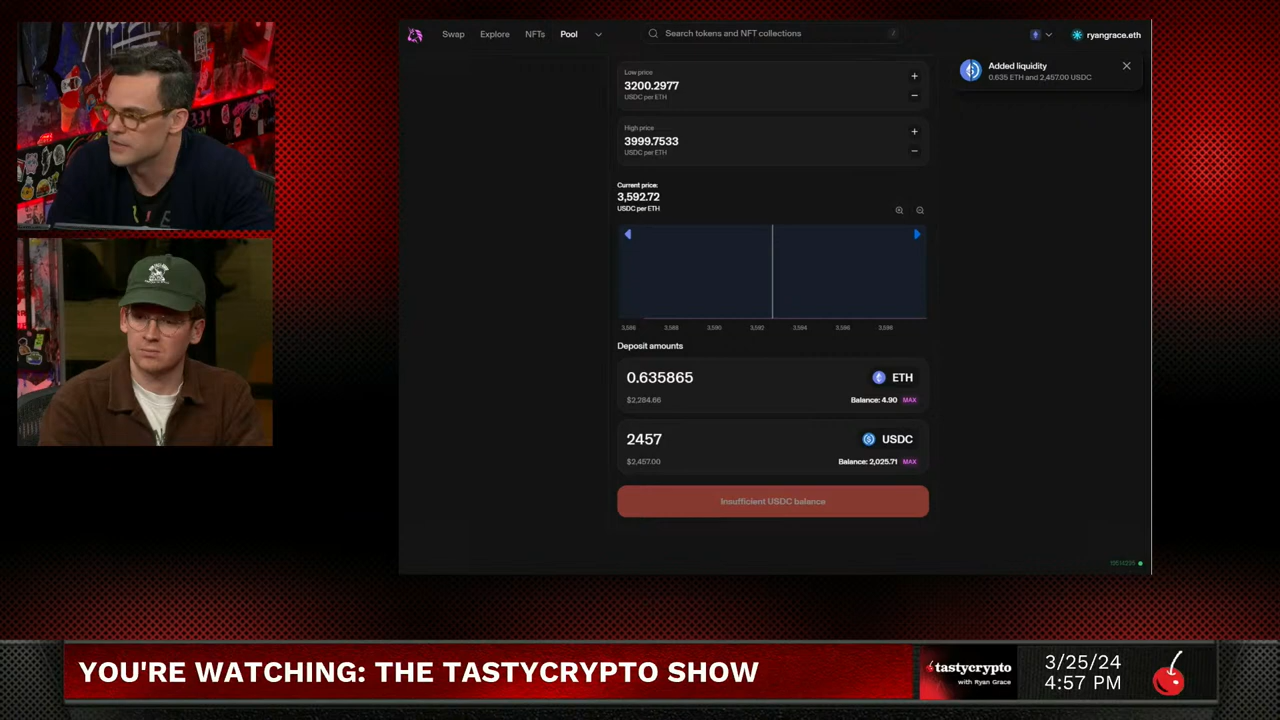 Swap
Explore
NFTs
Pool
Search tokens and NFT collections
/
ryangrace.eth
Added liquidity
0.635 ETH and 2,457.00 USDC
Low price
3200.2977
USDC per ETH
High price
3999.7533
USDC per ETH
Current price:
3,592.72
USDC per ETH
3,590
3,592
Deposit amounts
0.635865
ETH
$2,284.66
Balance: 4.90 MAX
2457
USDC
$2,457.00
Balance: 2,025.71 MAX
Insufficient USDC balance
YOU'RE WATCHING: THE TASTYCRYPTO SHOW
tastycrypto
with Ryan Grace
3/25/24
4:57 PM